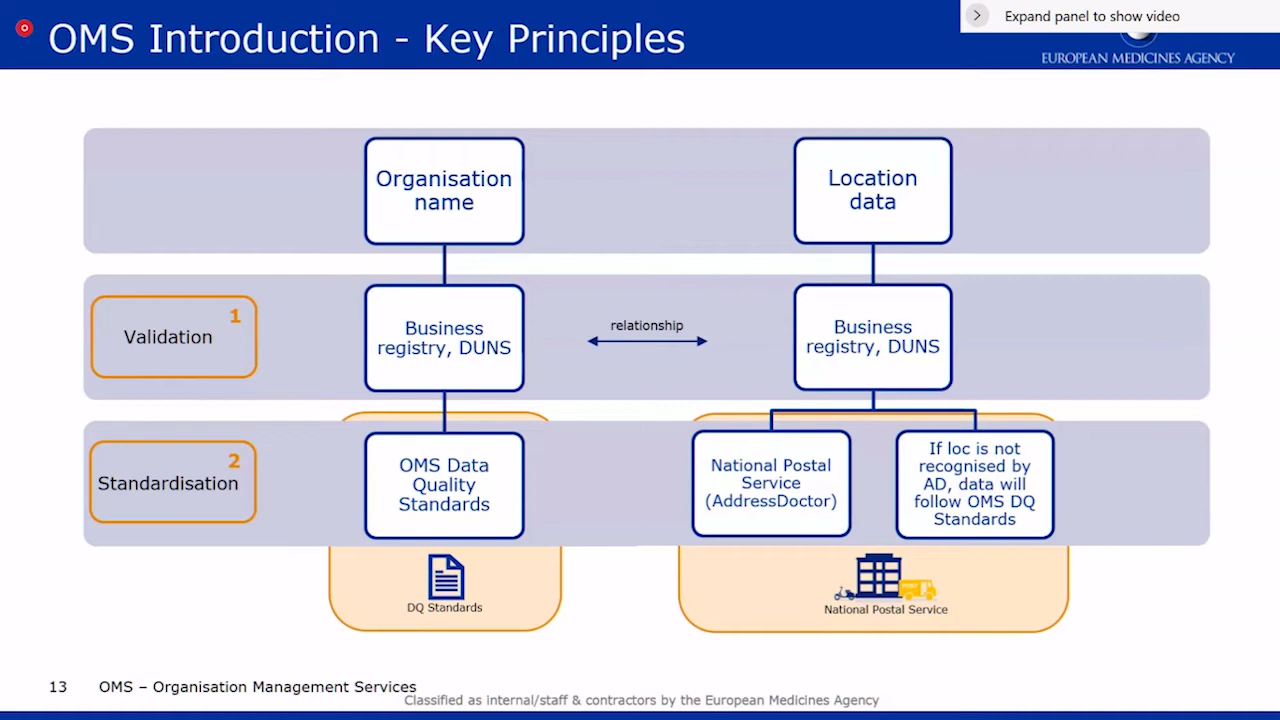 OMS Introduction - Key Principles
Expand panel to show video
EUROPEAN MEDICINES AGENCY
Organisation
name
Location
data
1
Validation
Business
registry, DUNS
relationship
Business
registry, DUNS
2
Standardisation
OMS Data
Quality
Standards
National Postal
Service
(AddressDoctor)
If loc is not
recognised by
AD, data will
follow OMS DQ
Standards
DQ Standards
National Postal Service
13
OMS – Organisation Management Services
Classified as internal/staff & contractors by the European Medicines Agency